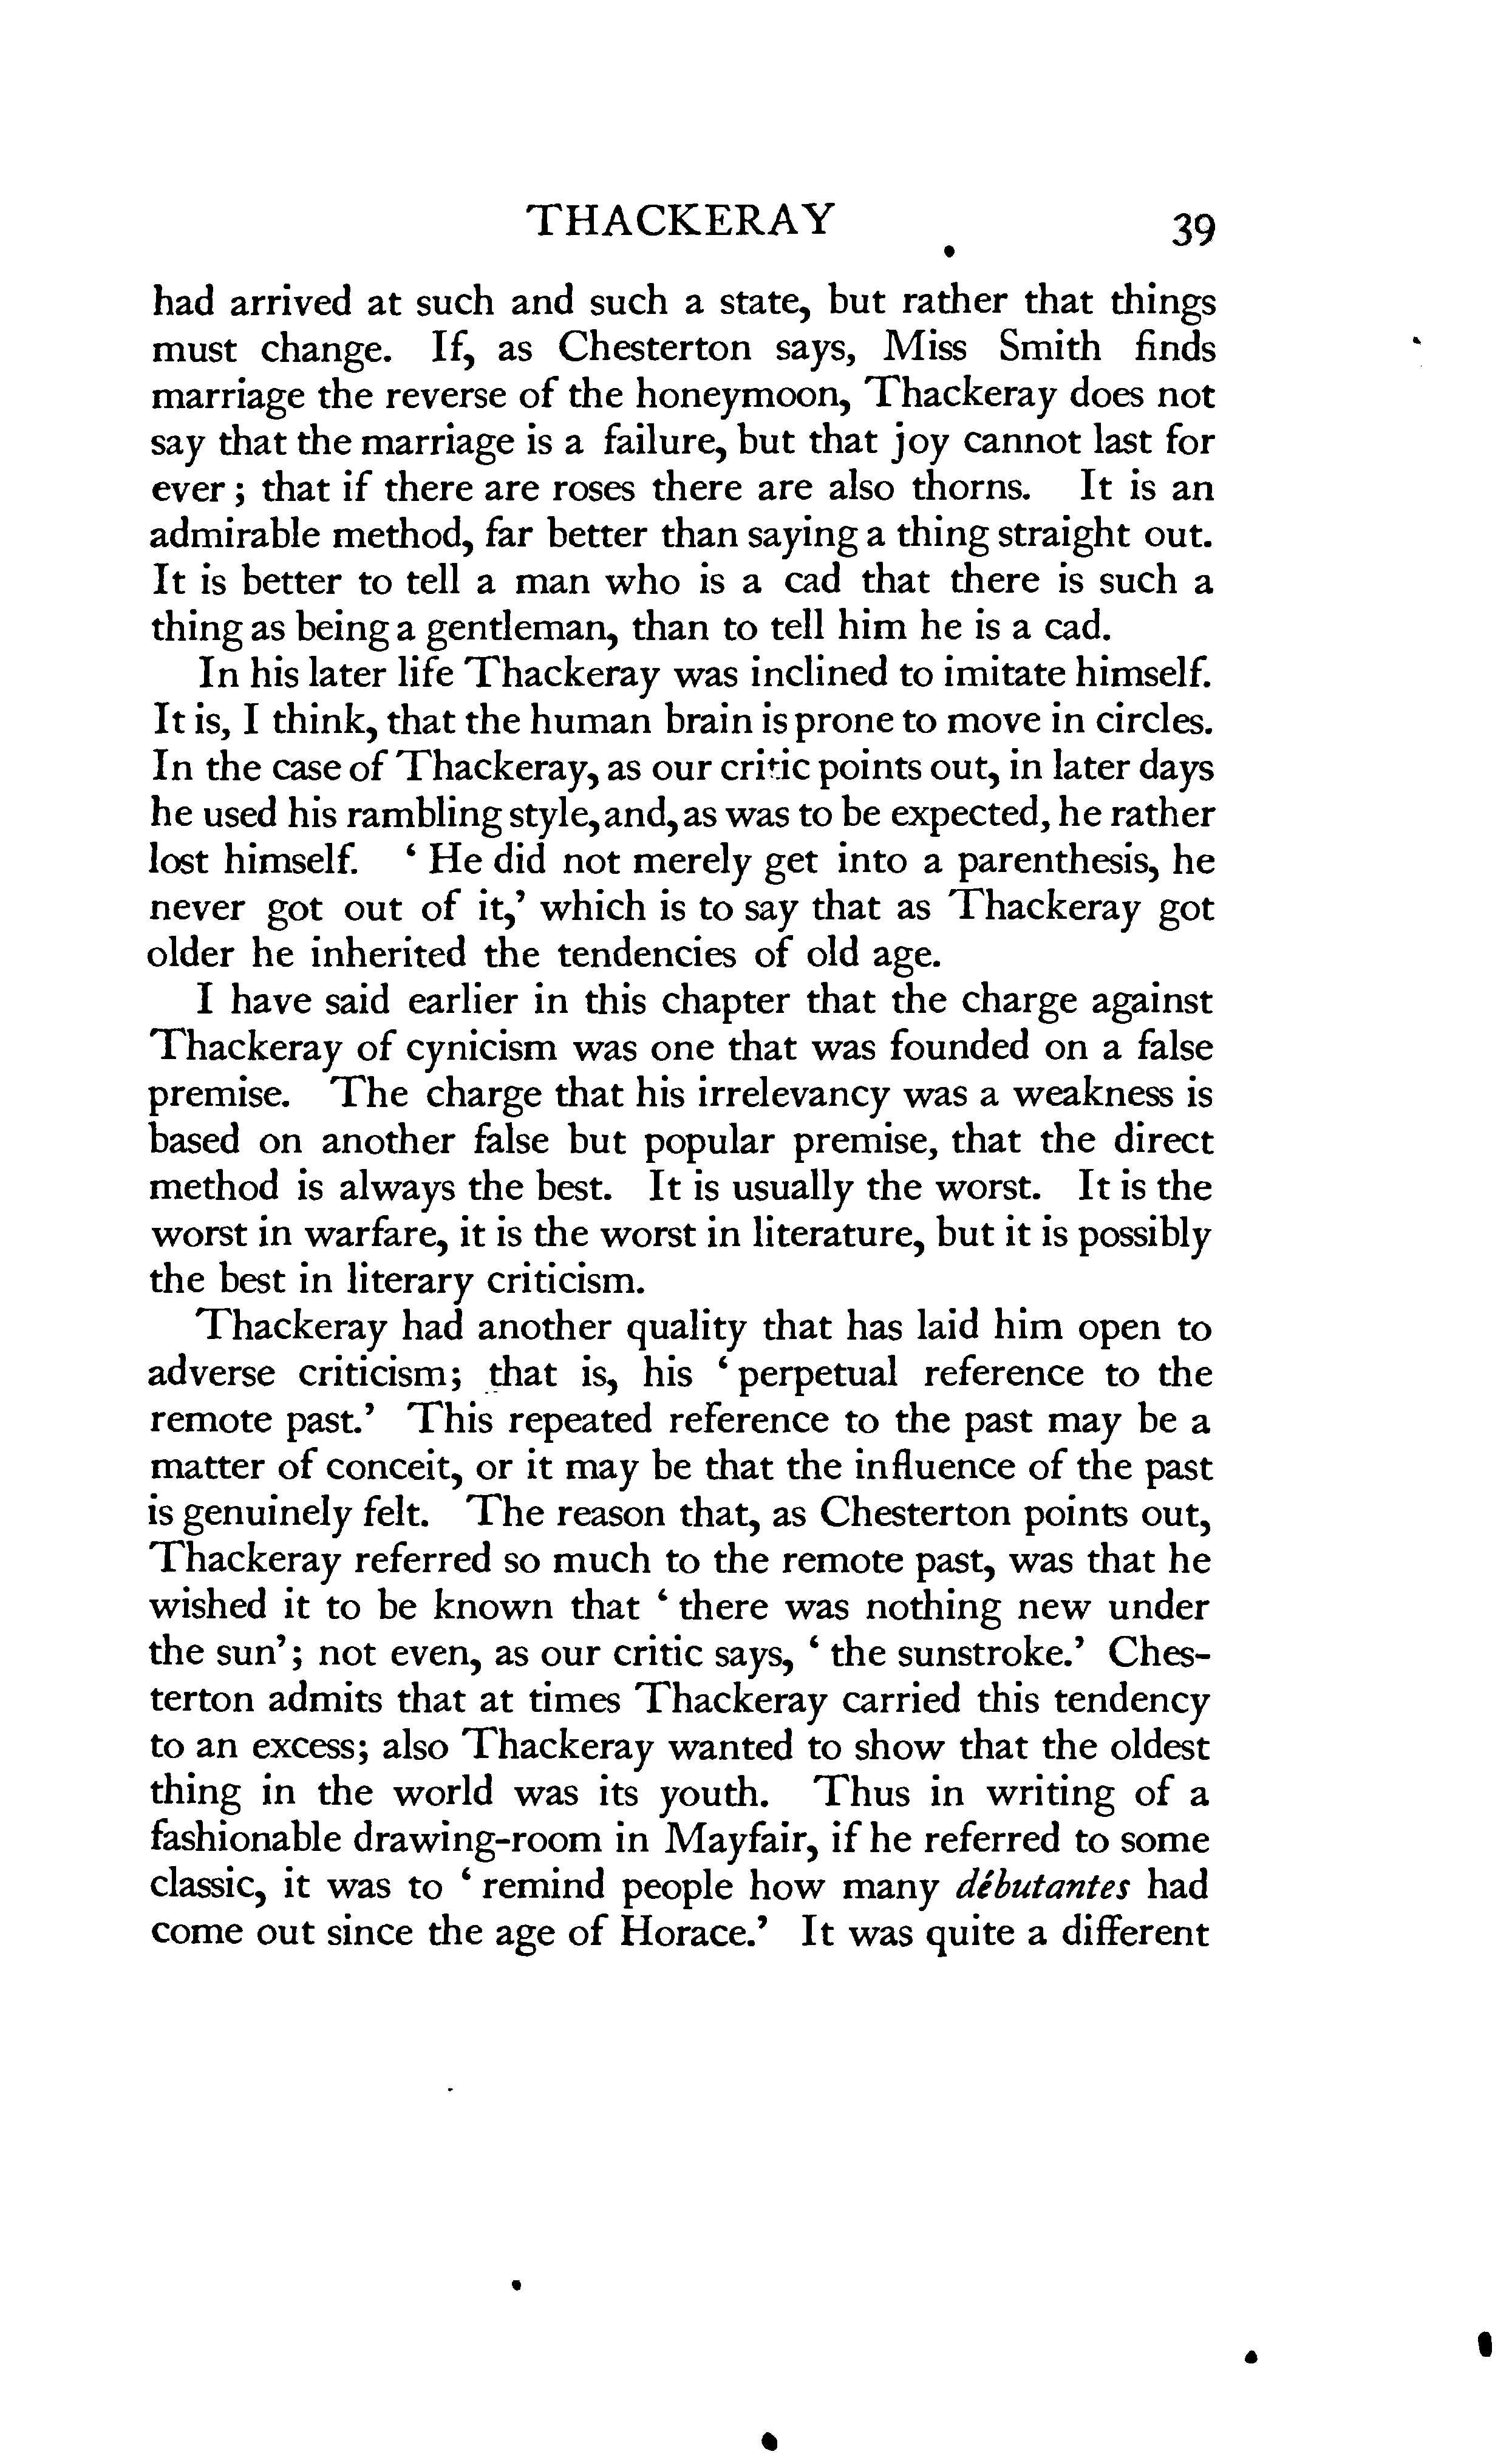 THACKERAY 39
had arrived at such and such a state, but rather that things
must change. If, as Chesterton says, Miss Smith finds
marriage the reverse of the honeymoon, Thackeray does not
say that the marriage is a failure, but that joy cannot last for
ever ; that if there are roses there are also thorns. It is an
admirable method, far better than saying a thing straight out.
It is better to tell a man who is a cad that there is such a
thing as being a gentleman, than to tell him he is a cad.
In his later life Thackeray was inclined to imitate himself.
It is, I think, that the human brain is prone to move in circles.
In the case of Thackeray, as our critic points out, in later days
he used his rambling style, and, as was to be expected, he rather
lost himself. ‘ He did not merely get into a parenthesis, he
never got out of it,’ which is to say that as Thackeray got
older he inherited the tendencies of old age.
I have said earlier in this chapter that the charge against
Thackeray of cynicism was one that was founded on a false
premise. The charge that his irrelevancy was a weakness is
based on another false but popular premise, that the direct
method is always the best. It is usually the worst. It is the
worst in warfare, it is the worst in literature, but it is possibly
the best in literary criticism.
Thackeray had another quality that has laid him open to
adverse criticism; that is, his ‘ perpetual reference to the
remote past.’ This repeated reference to the past may be a
matter of conceit, or it may be that the influence of the past
is genuinely felt. The reason that, as Chesterton points out,
Thackeray referred so much to the remote past, was that he
wished it to be known that ‘ there was nothing new under
the sun’; not even, as our critic says, ‘ the sunstroke.’ Ches-
terton admits that at times Thackeray carried this tendency
to an excess; also Thackeray wanted to show that the oldest
thing in the world was its youth. Thus in writing of a
fashionable drawing-room in Mayfair, if he referred to some
classic, it was to ‘ remind people how many débutantes had
come out since the age of Horace.’ It was quite a different